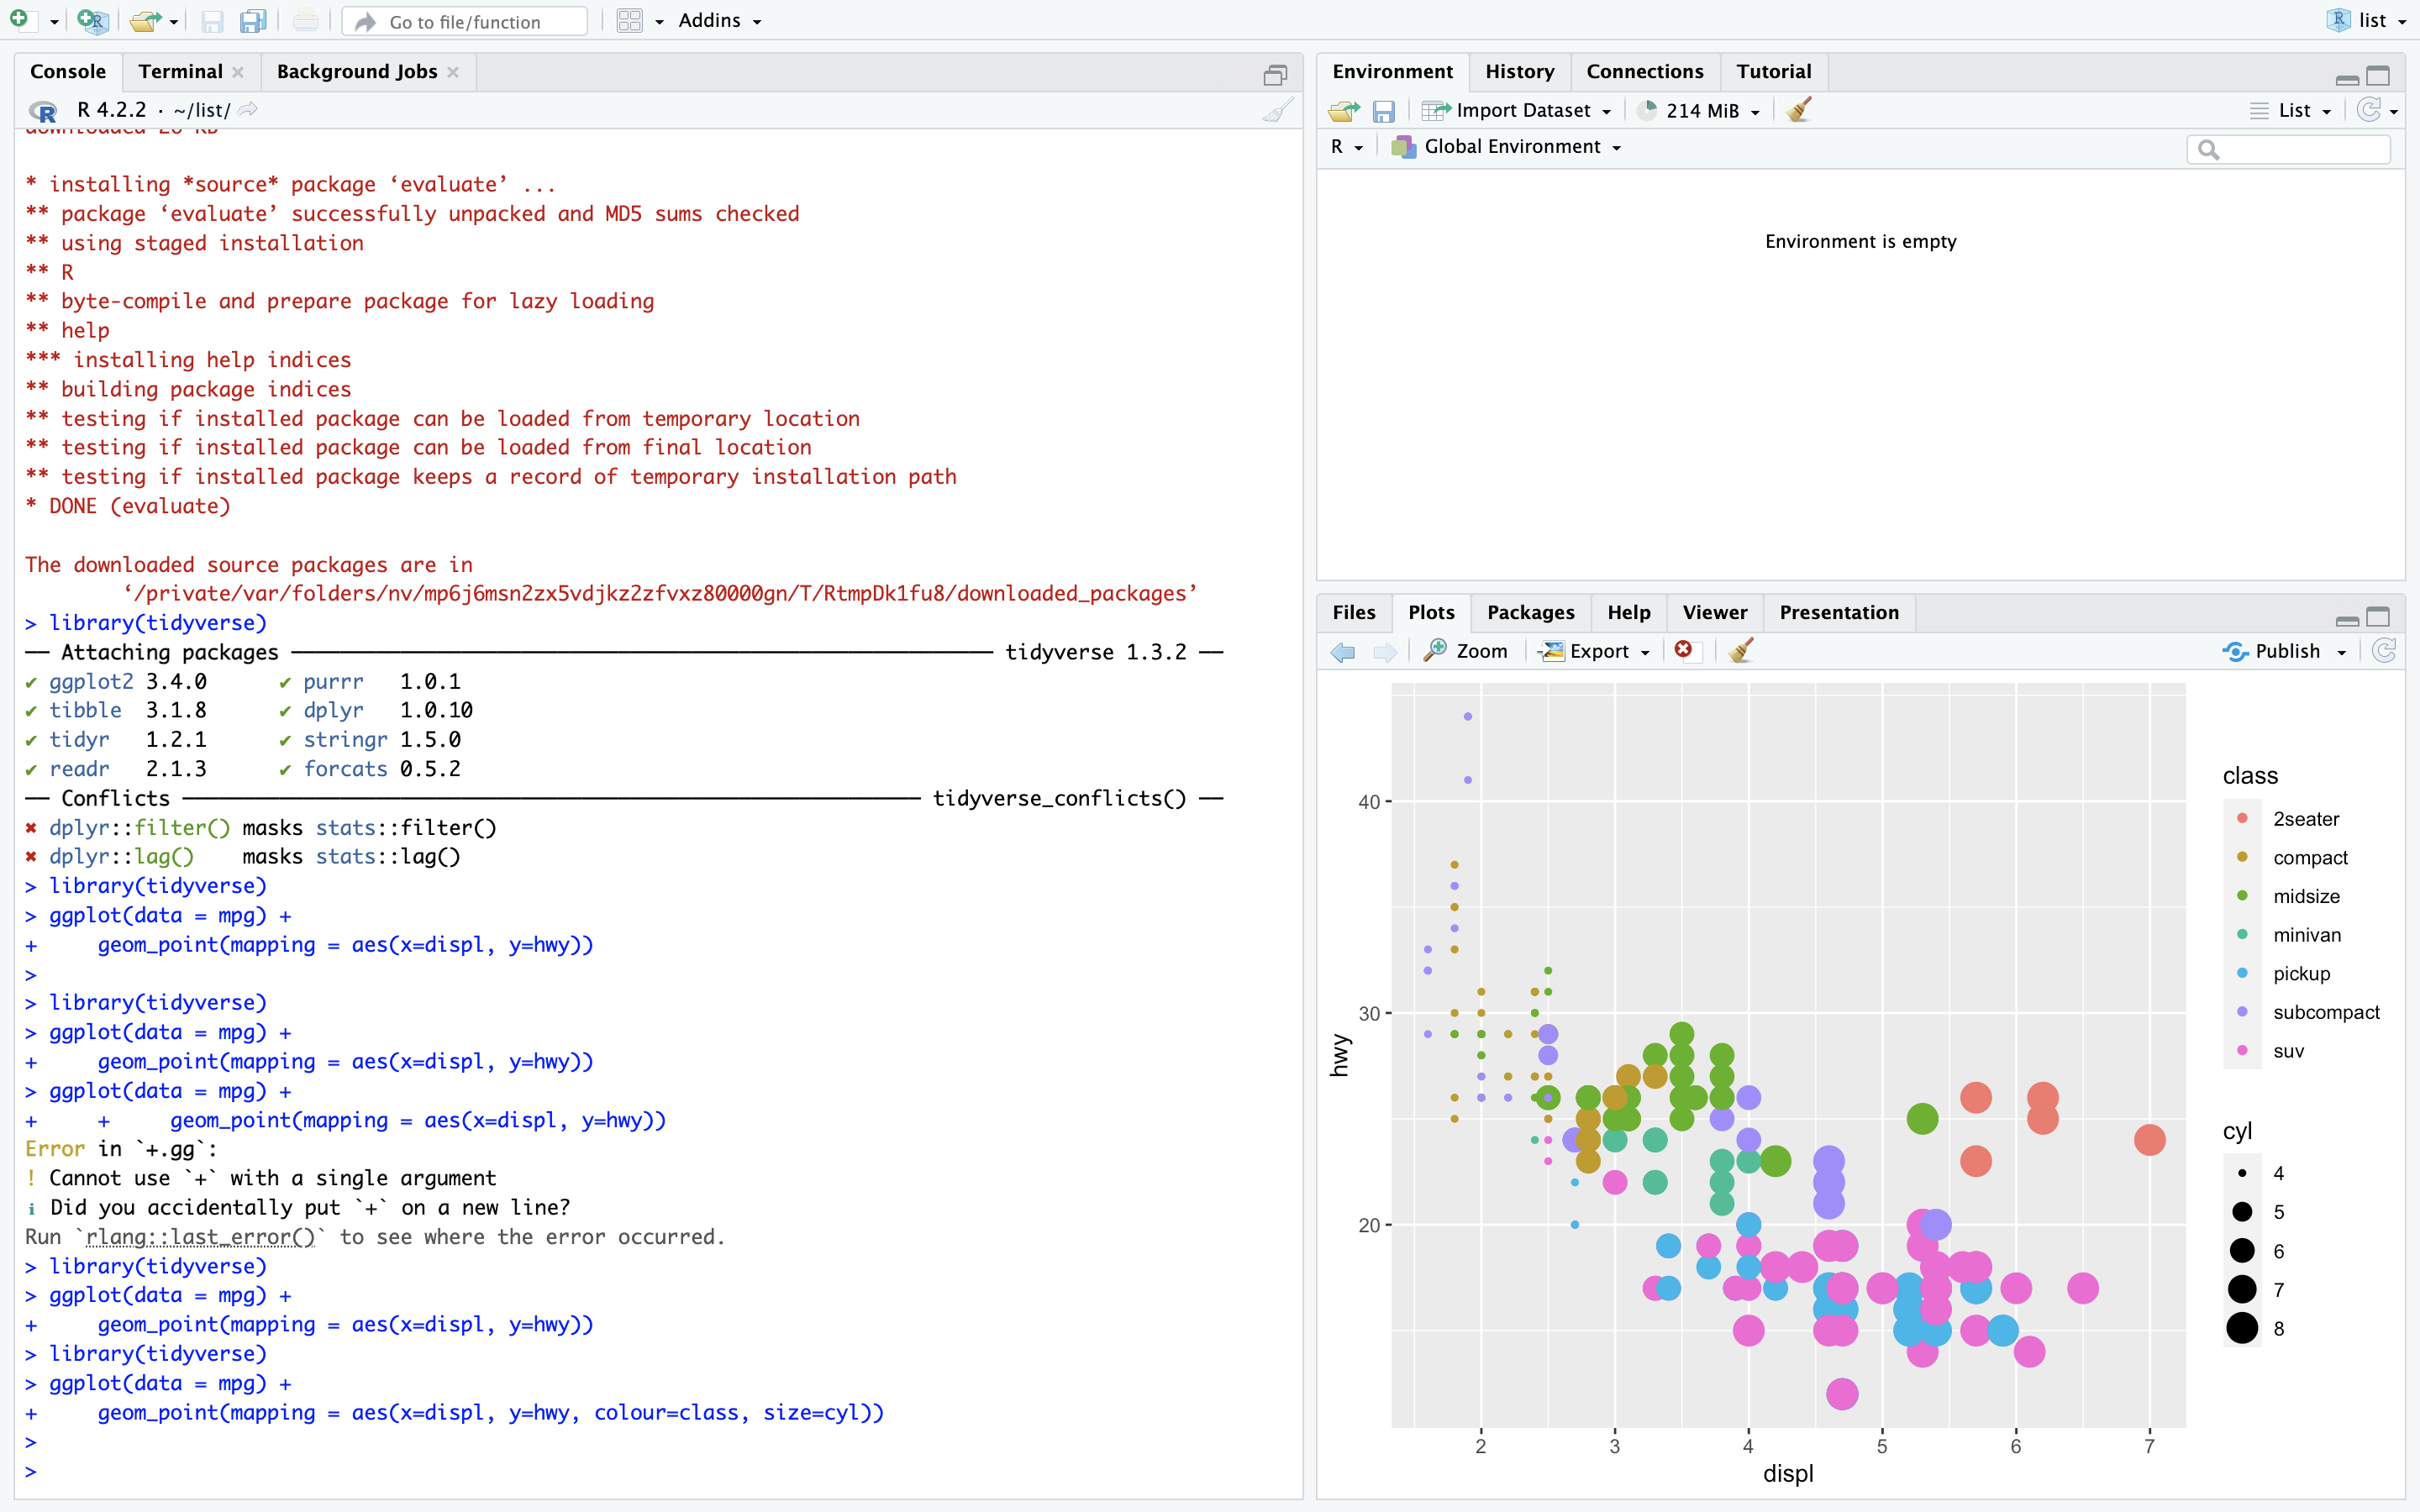 Go to file/function
Addins
list
Console
Terminal
Background Jobs
R 4.2.2 · ~/list/
downloaded 26 KB
* installing *source* package ‘evaluate’ ...
** package ‘evaluate’ successfully unpacked and MD5 sums checked
** using staged installation
** R
** byte-compile and prepare package for lazy loading
** help
*** installing help indices
** building package indices
** testing if installed package can be loaded from temporary location
** testing if installed package can be loaded from final location
** testing if installed package keeps a record of temporary installation path
* DONE (evaluate)
The downloaded source packages are in
‘/private/var/folders/nv/mp6j6msn2zx5vdjkz2zfvxz80000gn/T/RtmpDk1fu8/downloaded_packages’
> library(tidyverse)
── Attaching packages ── tidyverse 1.3.2 ──
✔ ggplot2 3.4.0 ✔ purrr 1.0.1
✔ tibble 3.1.8 ✔ dplyr 1.0.10
✔ tidyr 1.2.1 ✔ stringr 1.5.0
✔ readr 2.1.3 ✔ forcats 0.5.2
── Conflicts ── tidyverse_conflicts() ──
✖ dplyr::filter() masks stats::filter()
✖ dplyr::lag() masks stats::lag()
> library(tidyverse)
> ggplot(data = mpg) +
+ geom_point(mapping = aes(x=displ, y=hwy))
>
> library(tidyverse)
> ggplot(data = mpg) +
+ geom_point(mapping = aes(x=displ, y=hwy))
> ggplot(data = mpg) +
+ + geom_point(mapping = aes(x=displ, y=hwy))
Error in `+.gg`:
! Cannot use `+` with a single argument
ℹ Did you accidentally put `+` on a new line?
Run `rlang::last_error()` to see where the error occurred.
> library(tidyverse)
> ggplot(data = mpg) +
+ geom_point(mapping = aes(x=displ, y=hwy))
> library(tidyverse)
> ggplot(data = mpg) +
+ geom_point(mapping = aes(x=displ, y=hwy, colour=class, size=cyl))
>
>
Environment
History
Connections
Tutorial
Import Dataset
214 MiB
List
R
Global Environment
Environment is empty
Files
Plots
Packages
Help
Viewer
Presentation
Zoom
Export
Publish
40
30
20
hwy
2 3 4 5 6 7
displ
class
2seater
compact
midsize
minivan
pickup
subcompact
suv
cyl
4
5
6
7
8